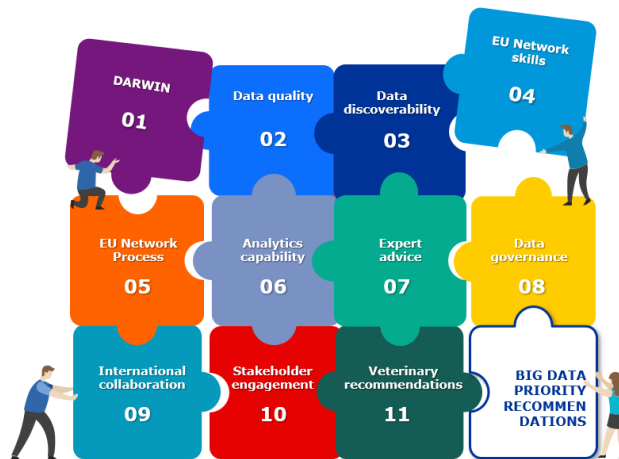 DARWIN
01
Data quality
02
Data
discoverability
03
EU Network
skills
04
EU Network
Process
05
Analytics
capability
06
Expert
advice
07
Data
governance
08
International
collaboration
09
Stakeholder
engagement
10
Veterinary
recommendations
11
BIG DATA
PRIORITY
RECOMMEN
DATIONS